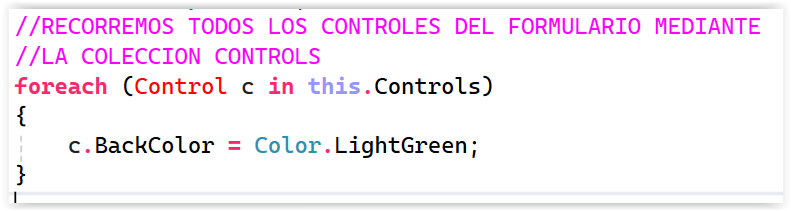 //RECORREMOS TODOS LOS CONTROLES DEL FORMULARIO MEDIANTE
//LA COLECCION CONTROLS
foreach (Control c in this.Controls)
{
    c.BackColor = Color.LightGreen;
}